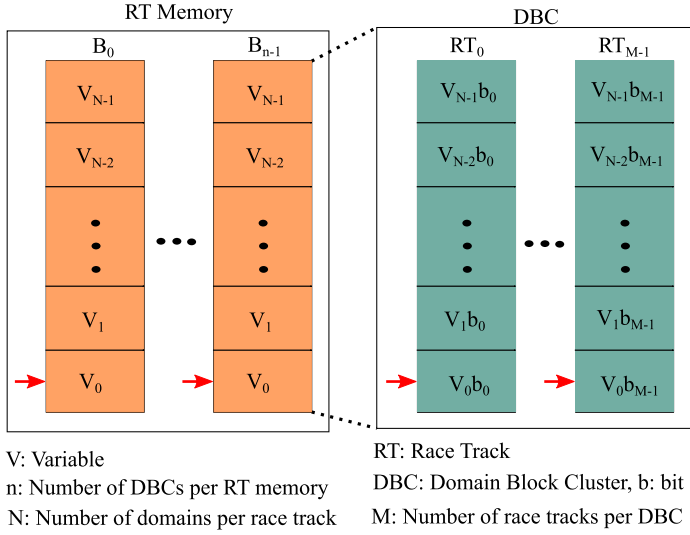 RT Memory
B0
Bn-1
VN-1
VN-1
VN-2
VN-2
V1
V1
V0
V0
DBC
RT0
RTM-1
VN-1b0
VN-1bM-1
VN-2b0
VN-2bM-1
V1b0
V1bM-1
V0b0
V0bM-1
V: Variable
n: Number of DBCs per RT memory
N: Number of domains per race track
RT: Race Track
DBC: Domain Block Cluster, b: bit
M: Number of race tracks per DBC